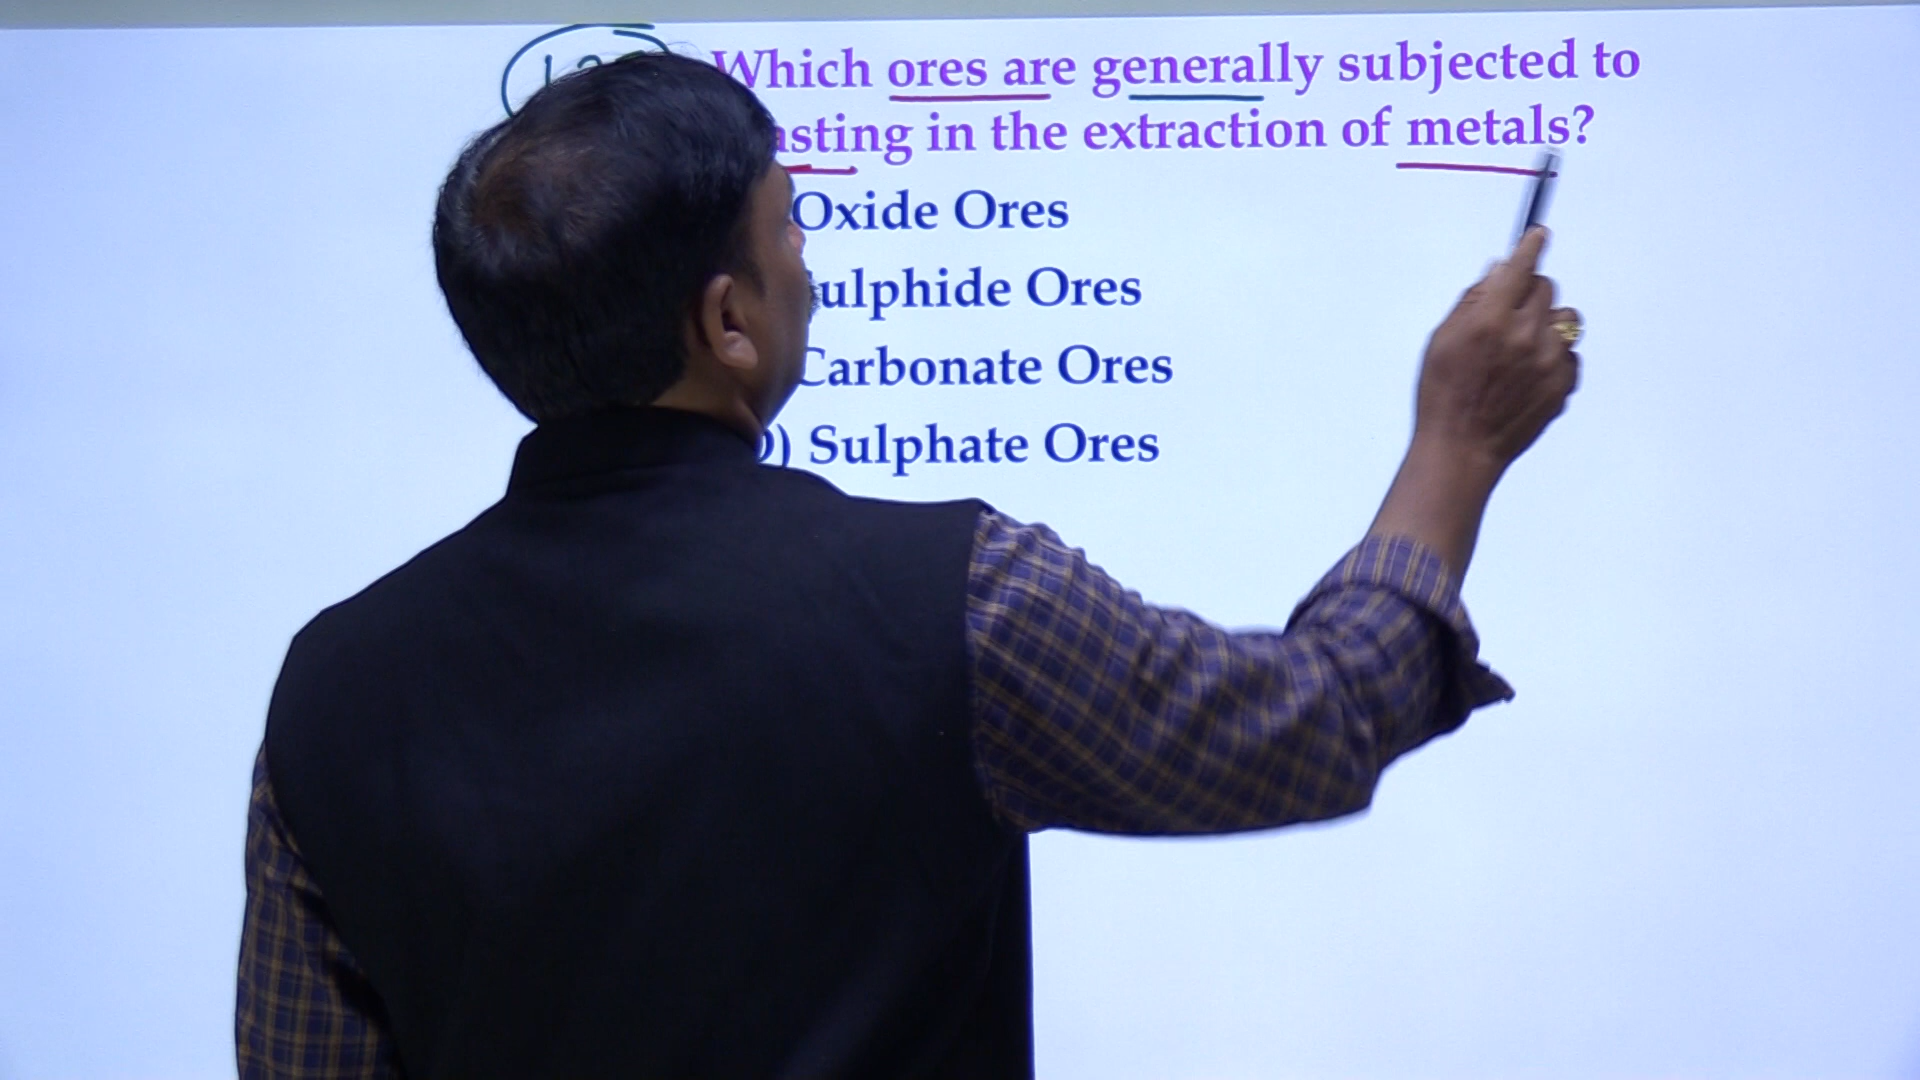 Which ores are generally subjected to
asting in the extraction of metals?
Oxide Ores
ulphide Ores
Carbonate Ores
D) Sulphate Ores